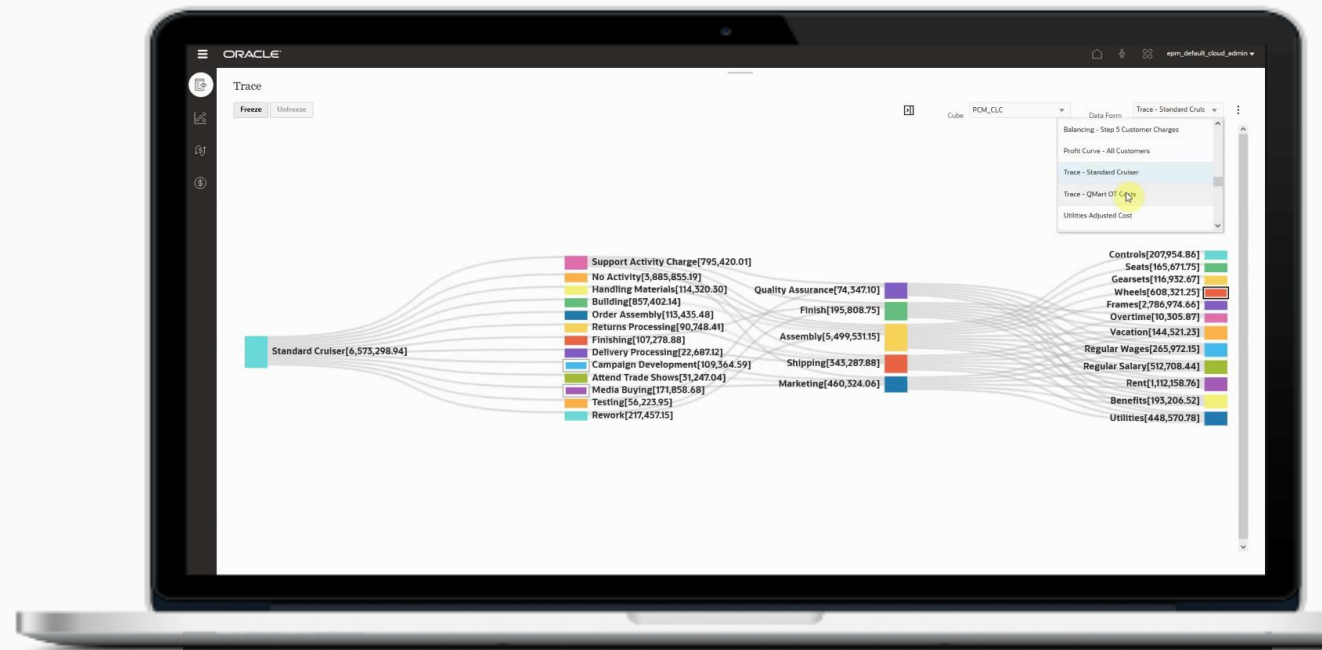 ORACLE
epm_default_cloud_admin
Trace
Freeze
Unfreeze
Cube
PCM_CLC
Data Form
Trace - Standard Cruis
Balancing - Step 5 Customer Charges
Profit Curve - All Customers
Trace - Standard Cruiser
Trace - QMart OT Costs
Utilities Adjusted Cost
Standard Cruiser[6,573,298.94]
Support Activity Charge[795,420.01]
No Activity[3,885,855.19]
Handling Materials[114,320.30]
Building[857,402.14]
Order Assembly[113,435.48]
Returns Processing[90,748.41]
Finishing[107,278.88]
Delivery Processing[22,687.12]
Campaign Development[109,364.59]
Attend Trade Shows[31,247.04]
Media Buying[171,858.68]
Testing[56,223.95]
Rework[217,457.15]
Quality Assurance[74,347.10]
Finish[195,808.75]
Assembly[5,499,531.15]
Shipping[343,287.88]
Marketing[460,324.06]
Controls[207,954.86]
Seats[165,671.75]
Gearsets[116,932.67]
Wheels[608,321.25]
Frames[2,786,974.66]
Overtime[10,305.87]
Vacation[144,521.23]
Regular Wages[265,972.15]
Regular Salary[512,708.44]
Rent[1,112,158.76]
Benefits[193,206.52]
Utilities[448,570.78]